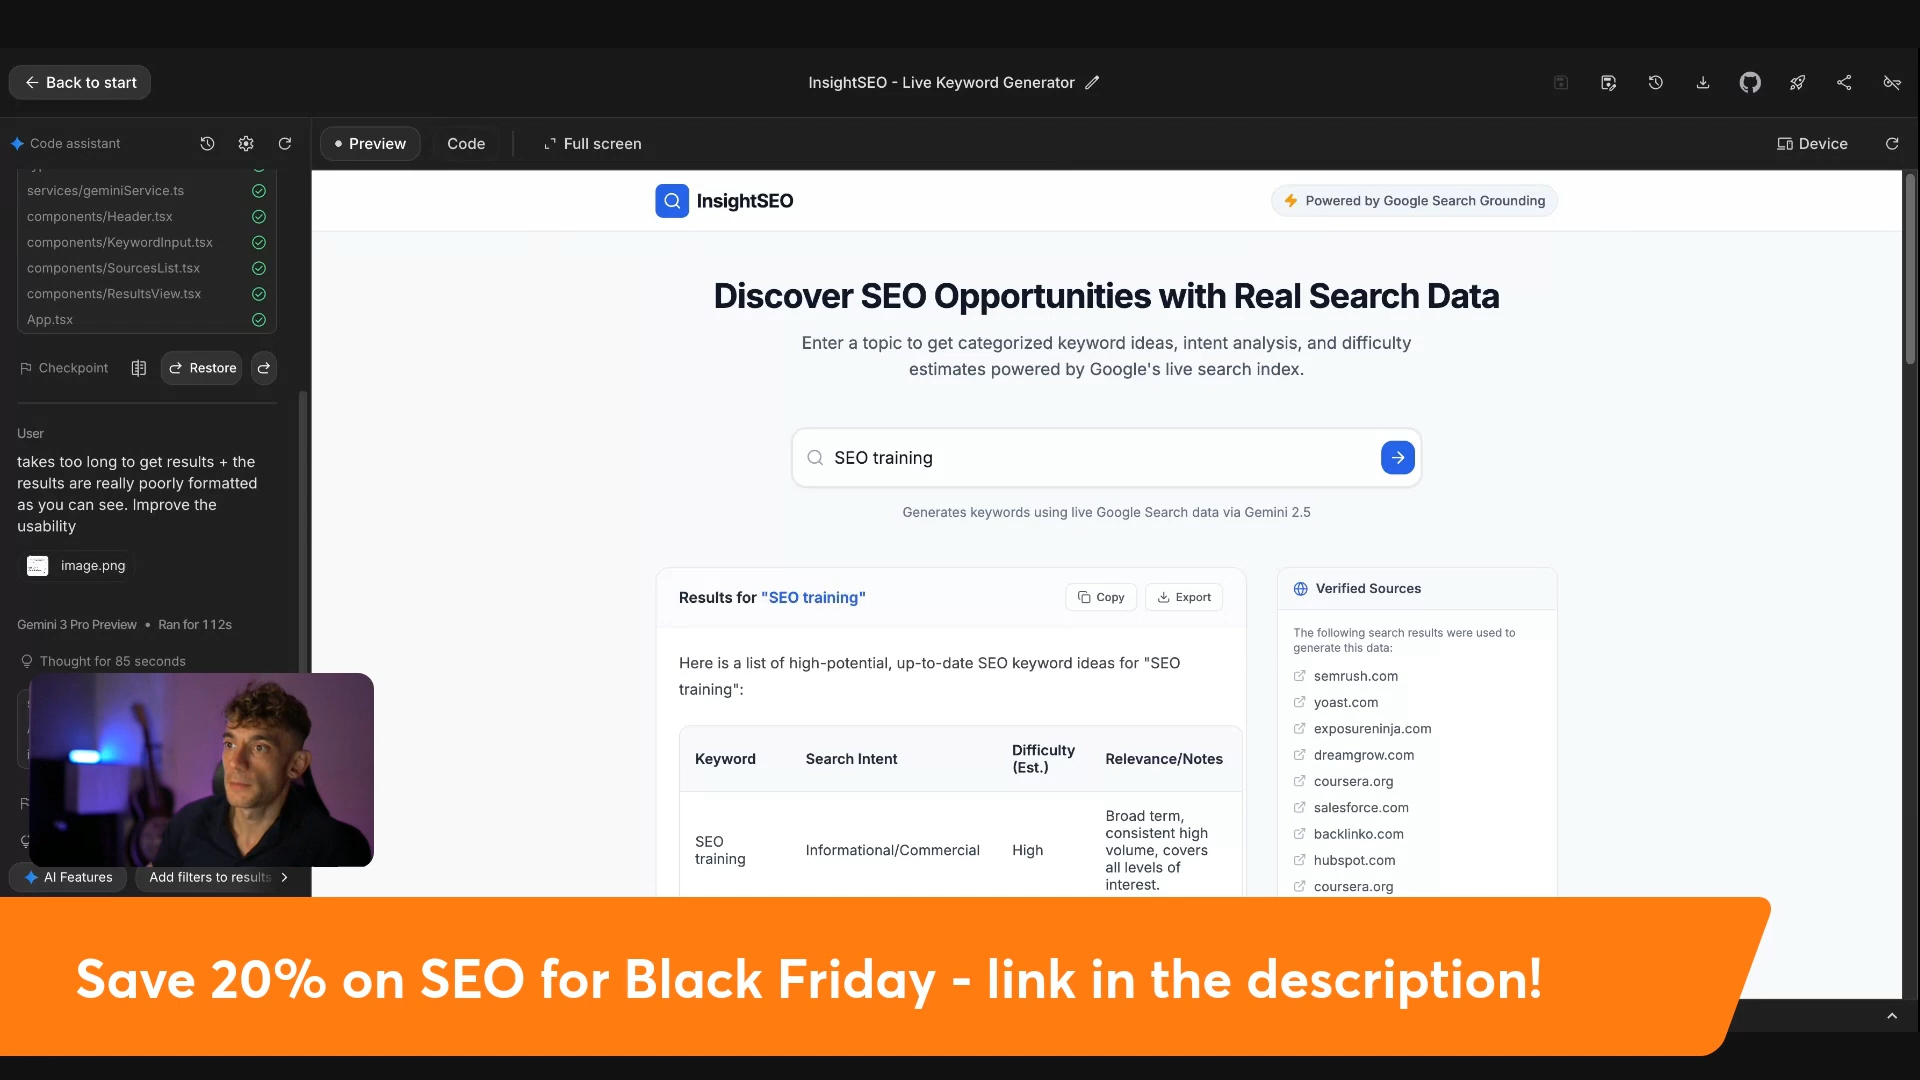 Back to start
InsightSEO - Live Keyword Generator
Code assistant
Preview
Code
Full screen
Device
services/geminiService.ts
components/Header.tsx
components/KeywordInput.tsx
components/SourcesList.tsx
components/ResultsView.tsx
App.tsx
Checkpoint
Restore
User
takes too long to get results + the
results are really poorly formatted
as you can see. Improve the
usability
image.png
Gemini 3 Pro Preview • Ran for 112s
Thought for 85 seconds
AI Features
Add filters to results
InsightSEO
Powered by Google Search Grounding
Discover SEO Opportunities with Real Search Data
Enter a topic to get categorized keyword ideas, intent analysis, and difficulty
estimates powered by Google's live search index.
SEO training
Generates keywords using live Google Search data via Gemini 2.5
Results for "SEO training"
Copy
Export
Here is a list of high-potential, up-to-date SEO keyword ideas for "SEO
training":
Keyword
Search Intent
Difficulty
(Est.)
Relevance/Notes
SEO
training
Informational/Commercial
High
Broad term,
consistent high
volume, covers
all levels of
interest.
Verified Sources
The following search results were used to
generate this data:
semrush.com
yoast.com
exposureninja.com
dreamgrow.com
coursera.org
salesforce.com
backlinko.com
hubspot.com
coursera.org
Save 20% on SEO for Black Friday - link in the description!